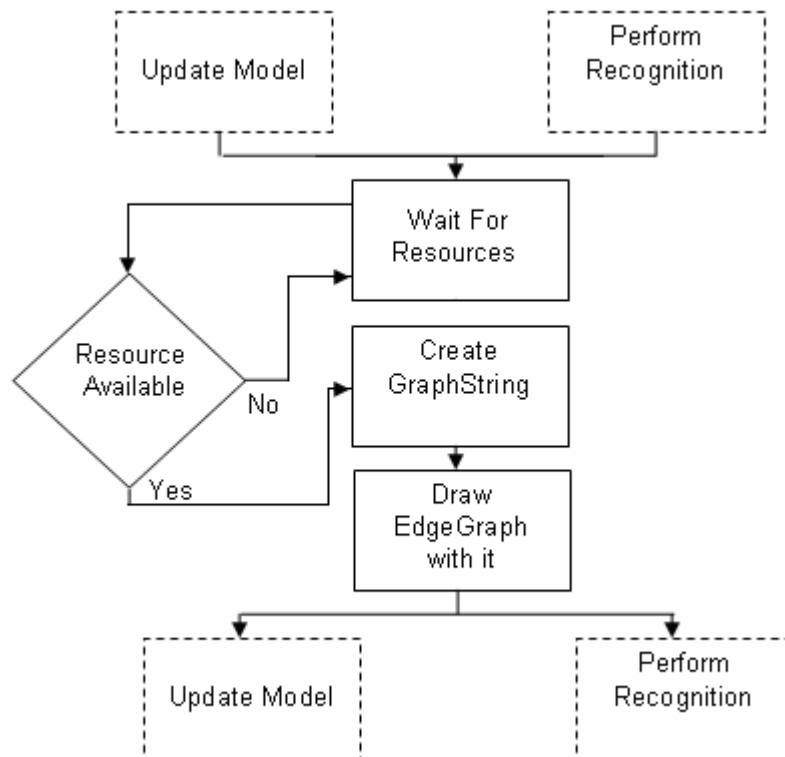 Update Model
Perform
Recognition
Wait For
Resources
Resource
Available
No
Yes
Create
GraphString
Draw
EdgeGraph
with it
Update Model
Perform
Recognition